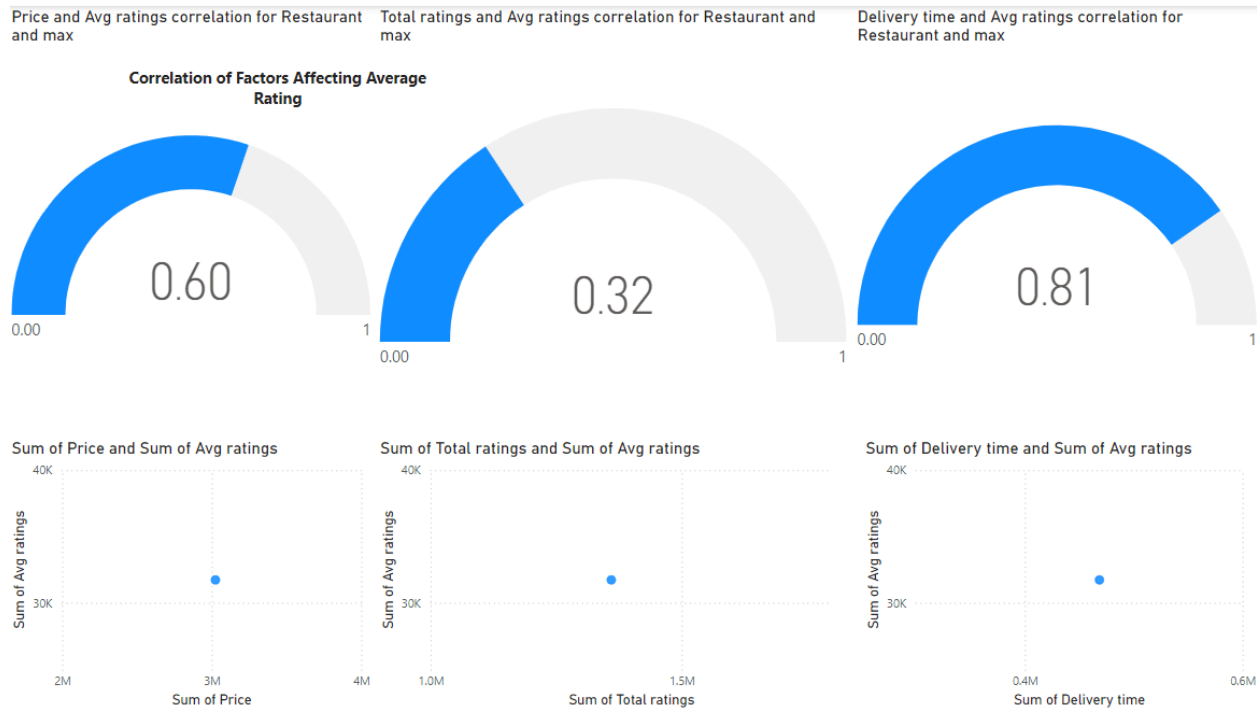 Price and Avg ratings correlation for Restaurant
and max
Total ratings and Avg ratings correlation for Restaurant and
max
Delivery time and Avg ratings correlation for
Restaurant and max
Correlation of Factors Affecting Average
Rating
0.60
0.00
1
0.32
0.00
1
0.81
0.00
1
Sum of Price and Sum of Avg ratings
40K
30K
Sum of Avg ratings
2M
3M
4M
Sum of Price
Sum of Total ratings and Sum of Avg ratings
40K
30K
Sum of Avg ratings
1.0M
1.5M
Sum of Total ratings
Sum of Delivery time and Sum of Avg ratings
40K
30K
Sum of Avg ratings
0.4M
0.6M
Sum of Delivery time